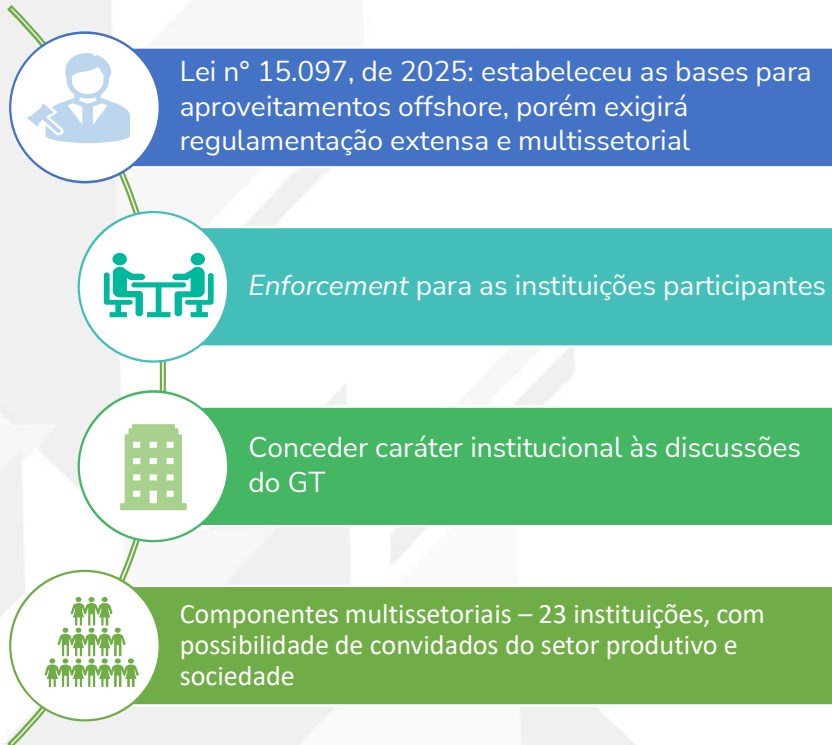 Lei n° 15.097, de 2025: estabeleceu as bases para
aproveitamentos offshore, porém exigirá
regulamentação extensa e multissetorial
Enforcement para as instituições participantes
Conceder caráter institucional às discussões
do GT
Componentes multissetoriais – 23 instituições, com
possibilidade de convidados do setor produtivo e
sociedade